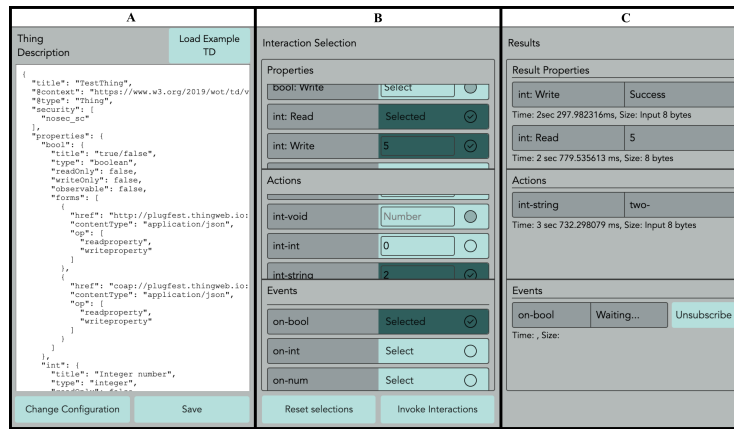 A
Thing
Description
Load Example
TD
{
"title": "TestThing",
"@context": "https://www.w3.org/2019/wot/td/v
"@type": "Thing",
"security": [
"nosec_sc"
],
"properties": {
"bool": {
"title": "true/false",
"type": "boolean",
"readOnly": false,
"writeOnly": false,
"observable": false,
"forms": [
{
"href": "http://plugfest.thingweb.io:
"contentType": "application/json",
"op": [
"readproperty",
"writeproperty"
]
},
{
"href": "coap://plugfest.thingweb.io:
"contentType": "application/json",
"op": [
"readproperty",
"writeproperty"
]
}
]
},
"int": {
"title": "Integer number",
"type": "integer",
"readOnly": false
Change Configuration
Save
B
Interaction Selection
Properties
bool: Write
Select
int: Read
Selected
int: Write
5
Actions
int-void
Number
int-int
0
int-string
2
Events
on-bool
Selected
on-int
Select
on-num
Select
Reset selections
Invoke Interactions
C
Results
Result Properties
int: Write
Success
Time: 2sec 297.982316ms, Size: Input 8 bytes
int: Read
5
Time: 2 sec 779.535613 ms, Size: 8 bytes
Actions
int-string
two-
Time: 3 sec 732.298079 ms, Size: Input 8 bytes
Events
on-bool
Waiting...
Unsubscribe
Time: , Size: